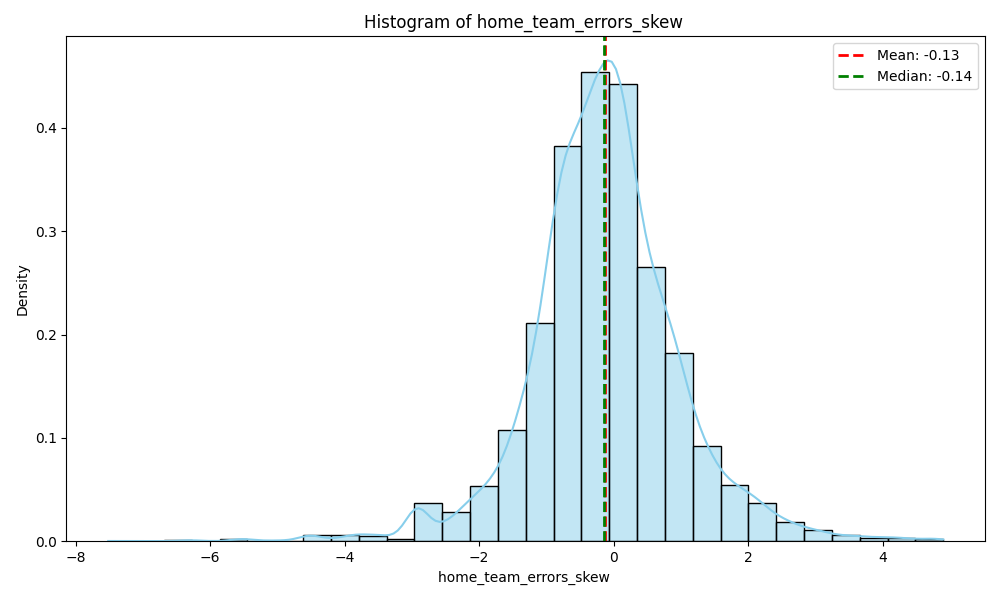 Histogram of home_team_errors_skew
Mean: -0.13
Median: -0.14
Density
0.4
0.3
0.2
0.1
0.0
−8
−6
−4
−2
0
2
4
home_team_errors_skew